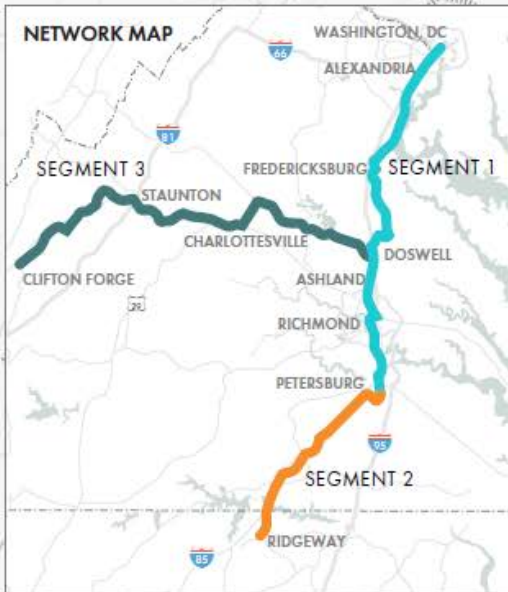 NETWORK MAP
WASHINGTON, DC
66
ALEXANDRIA
81
SEGMENT 3
FREDERICKSBURG
SEGMENT 1
STAUNTON
CHARLOTTESVILLE
DOSWELL
CLIFTON FORGE
ASHLAND
29
RICHMOND
PETERSBURG
95
SEGMENT 2
RIDGEWAY
85